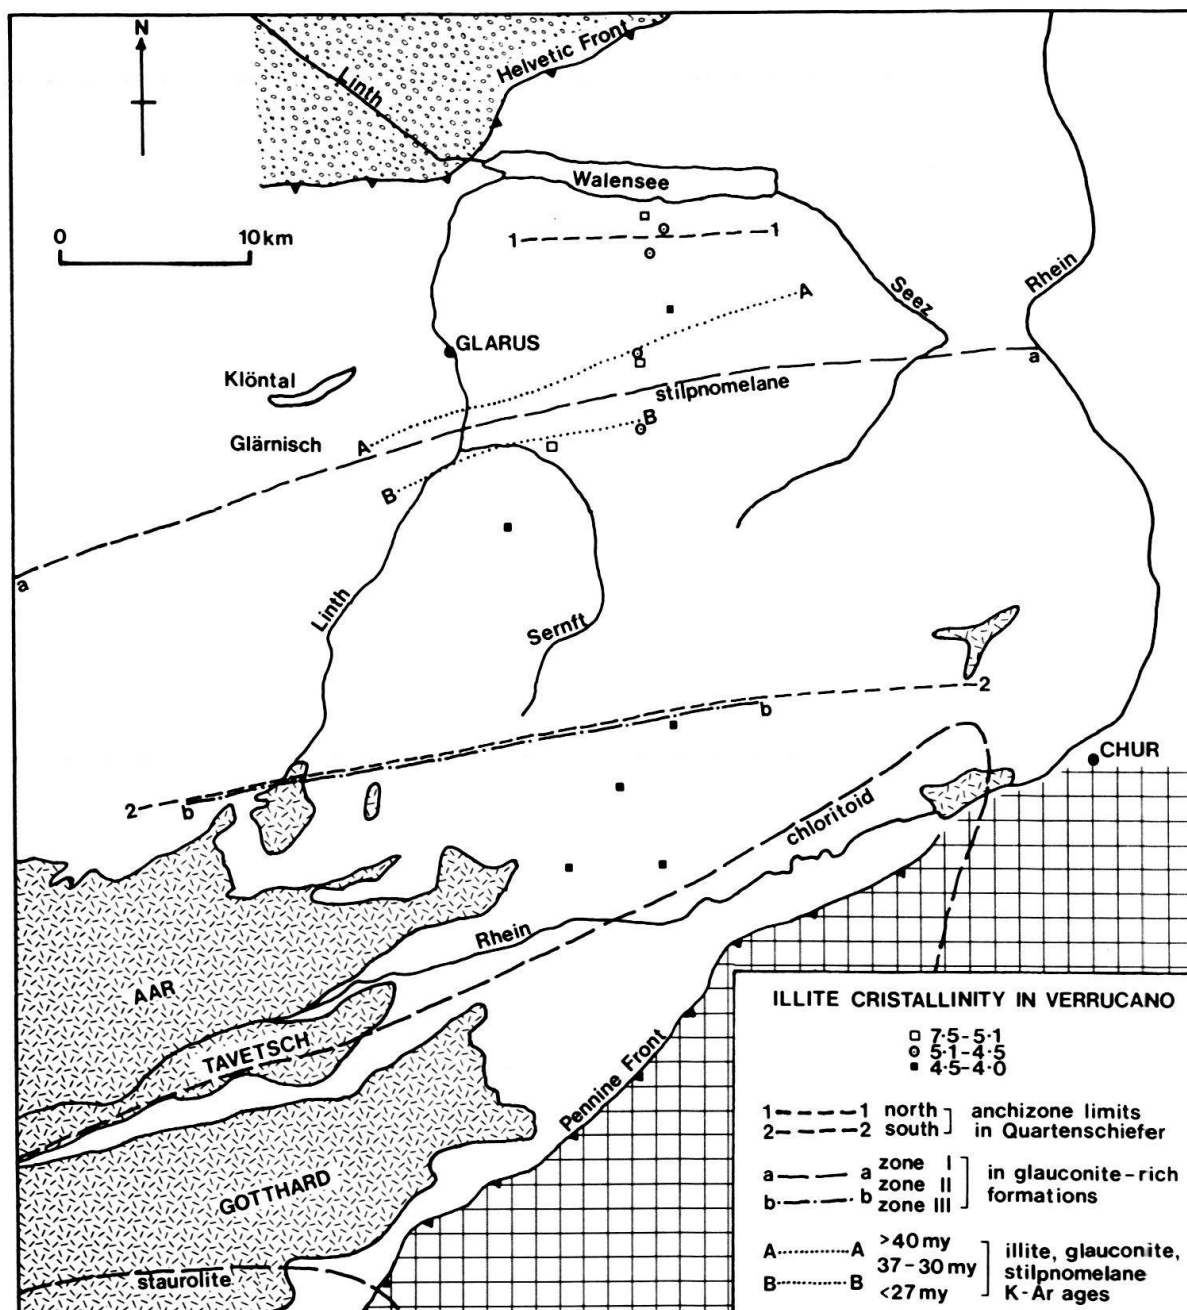 N
Linth
Helvetic Front
Walensee
0 10 km
1 1
Seez
Rhein
A
GLARUS
a
Klöntal
stilpnomelane
Glärnisch
A
B
B
a
Linth
Sernft
2
b
CHUR
2
b
chloritoid
Rhein
AAR
TAVETSCH
Pennine Front
GOTTHARD
staurolite
ILLITE CRISTALLINITY IN VERRUCANO
7·5–5·1
5·1–4·5
4·5–4·0
1 1 north anchizone limits
2 2 south in Quartenschiefer
a a zone I in glauconite-rich
zone II formations
b b zone III
A A >40 my illite, glauconite,
37–30 my stilpnomelane
B B <27 my K-Ar ages